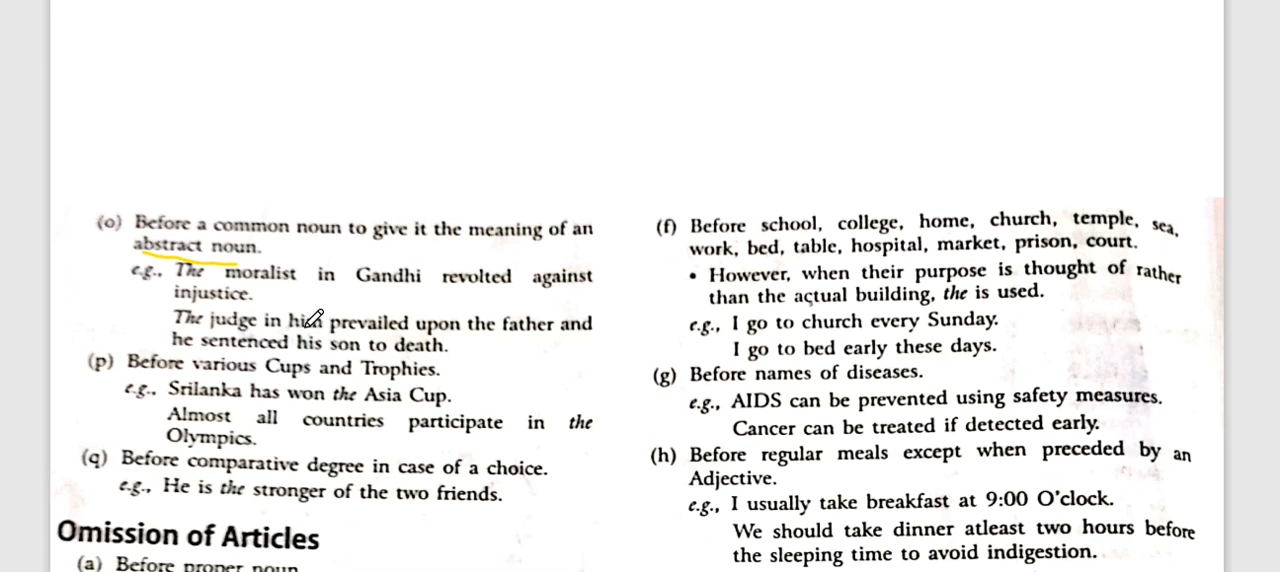 (o) Before a common noun to give it the meaning of an
abstract noun.
e.g., The moralist in Gandhi revolted against
injustice.
The judge in him prevailed upon the father and
he sentenced his son to death.
(p) Before various Cups and Trophies.
e.g., Srilanka has won the Asia Cup.
Almost all countries participate in the
Olympics.
(q) Before comparative degree in case of a choice.
e.g., He is the stronger of the two friends.
Omission of Articles
(a) Before proper noun
(f) Before school, college, home, church, temple, sea,
work, bed, table, hospital, market, prison, court.
• However, when their purpose is thought of rather
than the actual building, the is used.
e.g., I go to church every Sunday.
I go to bed early these days.
(g) Before names of diseases.
e.g., AIDS can be prevented using safety measures.
Cancer can be treated if detected early.
(h) Before regular meals except when preceded by an
Adjective.
e.g., I usually take breakfast at 9:00 O'clock.
We should take dinner atleast two hours before
the sleeping time to avoid indigestion.